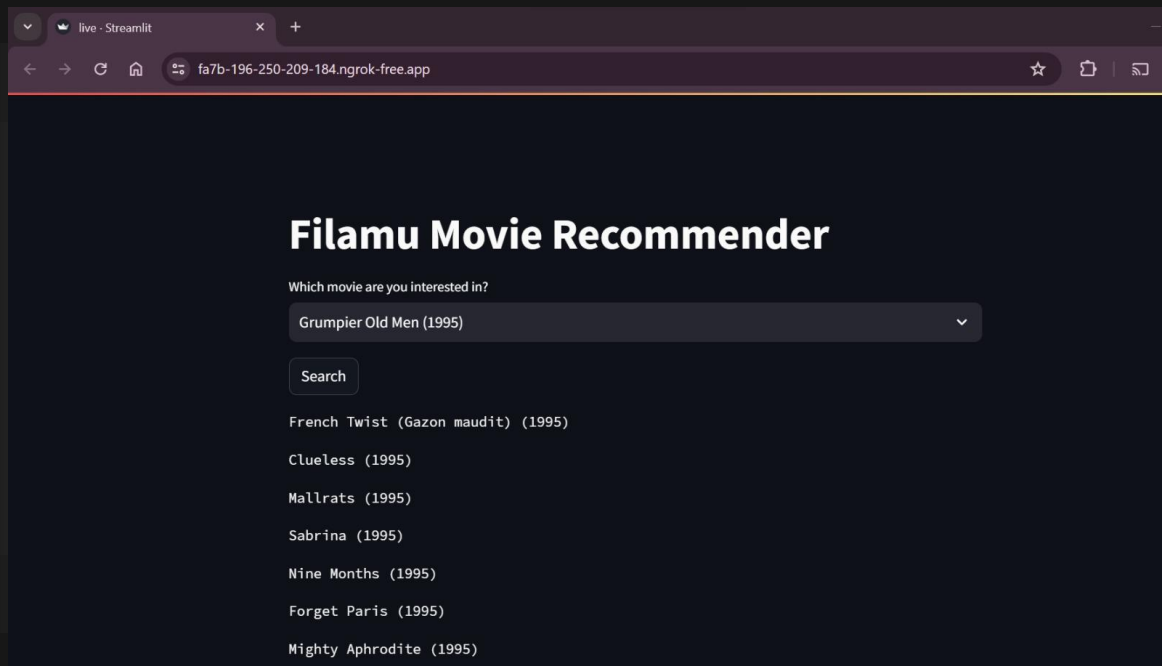 live · Streamlit
fa7b-196-250-209-184.ngrok-free.app
Filamu Movie Recommender
Which movie are you interested in?
Grumpier Old Men (1995)
Search
French Twist (Gazon maudit) (1995)
Clueless (1995)
Mallrats (1995)
Sabrina (1995)
Nine Months (1995)
Forget Paris (1995)
Mighty Aphrodite (1995)